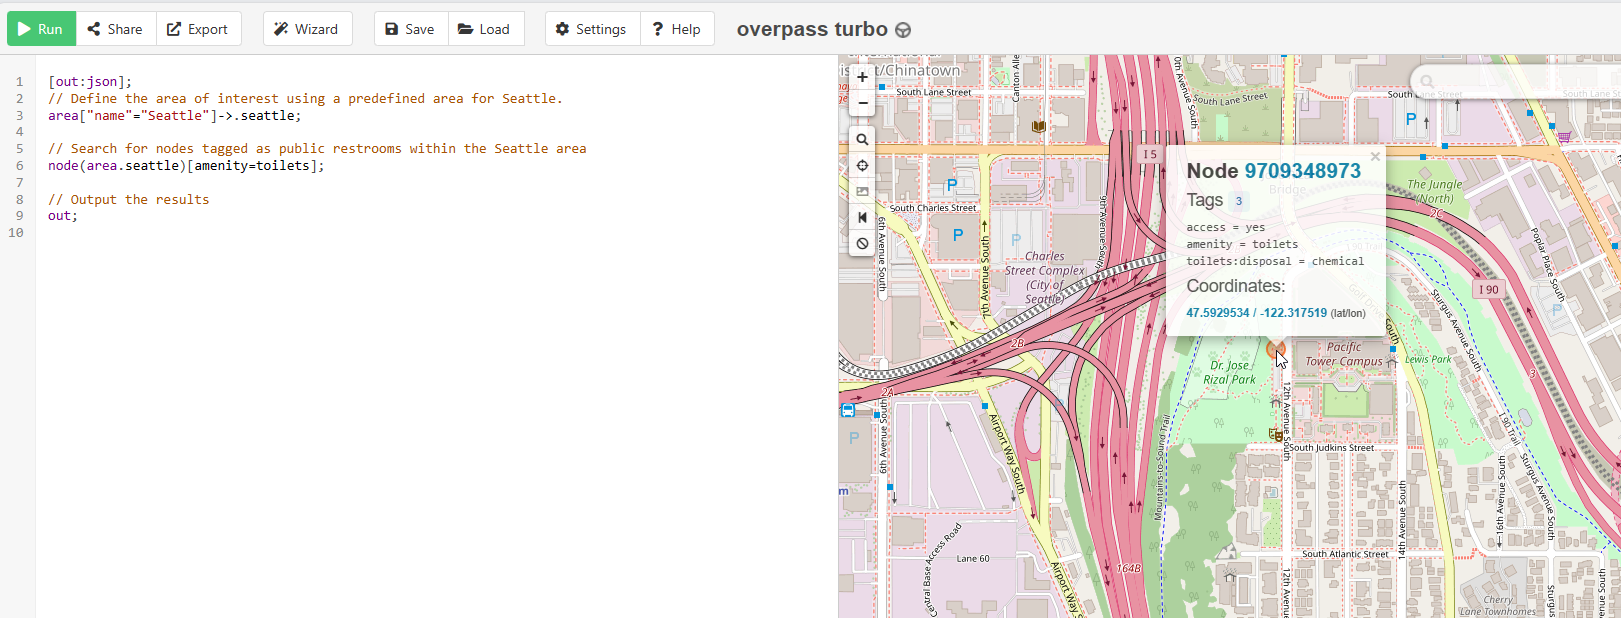 Run
Share
Export
Wizard
Save
Load
Settings
Help
overpass turbo
1 [out:json];
2 // Define the area of interest using a predefined area for Seattle.
3 area["name"="Seattle"]->.seattle;
4
5 // Search for nodes tagged as public restrooms within the Seattle area
6 node(area.seattle)[amenity=toilets];
7
8 // Output the results
9 out;
10
+
−
Node 9709348973
Tags 3
access = yes
amenity = toilets
toilets:disposal = chemical
Coordinates:
47.5929534 / -122.317519 (lat/lon)
×
Bridge
District/Chinatown
South Lane Street
Canton Alle
South Lane Street
South Lane Street
South Lane St
P
I 5
P
South Charles Street
P
P
6th Avenue South
7th Avenue South
9th Avenue South
Charles
Street Complex
(City of
Seattle)
The Jungle
(North)
2C
Poplar Place South
I 90
P
Sturgus Avenue South
2B
2A
3
Pacific
Tower Campus
Lewis Park
Dr. Jose
Rizal Park
12th Avenue South
P
6th Avenue South
Airport Way South
Mountains-to-Sound Trail
South Judkins Street
I-90 Trail
Sturgus Avenue South
16th Avenue South
14th Avenue South
m
Central Base Access Road
Lane 60
164B
Airport Way S
South Atlantic Street
12th Avenue
Cherry
Lane Townhomes
Sturgus
venue South